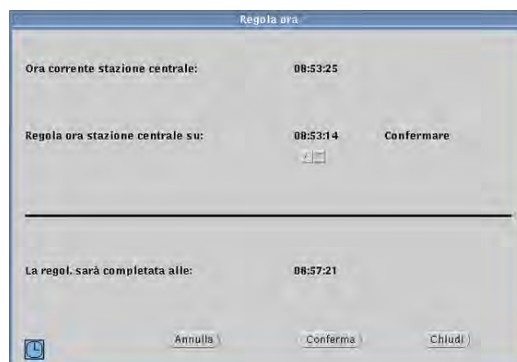 Regola ora
Ora corrente stazione centrale: 08:53:25
Regola ora stazione centrale su: 08:53:14 Confermare
La regol. sarà completata alle: 08:57:21
Annulla Conferma Chiudi